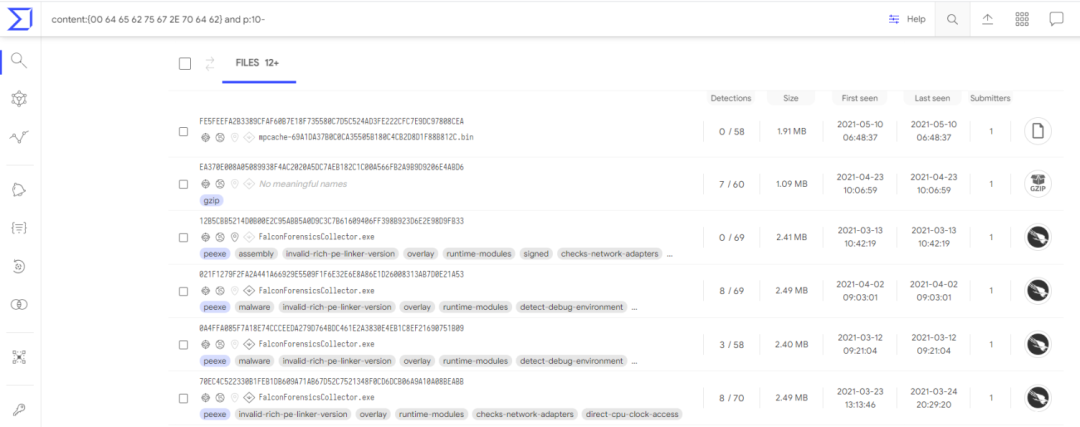 content:{00 64 65 62 75 67 2E 70 64 62} and p:10-
Help
FILES 12+
Detections Size First seen Last seen Submitters
FE5FEEFA2B3389CFAF60B7E18F735580C7D5C524AD3FE222CFC7E9DC97808CEA
mpcache-69A1DA37B0C0CA35505B180C4CB2D8D1F88B812C.bin
0 / 58 1.91 MB 2021-05-10 06:48:37 2021-05-10 06:48:37 1
EA370E008A05089938F4AC2020A5DC7AEB182C1C00A566FB2A9B9D9206E4A8D6
No meaningful names
gzip
7 / 60 1.09 MB 2021-04-23 10:06:59 2021-04-23 10:06:59 1
GZIP
12B5CBB5214D0B00E2C95ABB5A0D9C3C7B61609406FF398B923D6E2E98D9FB33
FalconForensicsCollector.exe
peexe assembly invalid-rich-pe-linker-version overlay runtime-modules signed checks-network-adapters ...
0 / 69 2.41 MB 2021-03-13 10:42:19 2021-03-13 10:42:19 1
021F1279F2FA2A441A66929E5509F1F6E32E6E8A86E1D26008313AB7D0E21A53
FalconForensicsCollector.exe
peexe malware invalid-rich-pe-linker-version overlay runtime-modules detect-debug-environment ...
8 / 69 2.49 MB 2021-04-02 09:03:01 2021-04-02 09:03:01 1
0A4FFA005F7A18E74CCCEEDA279D764BDC461E2A3830E4EB1C8EF21690751B09
FalconForensicsCollector.exe
peexe malware invalid-rich-pe-linker-version overlay runtime-modules detect-debug-environment ...
3 / 58 2.40 MB 2021-03-12 09:21:04 2021-03-12 09:21:04 1
70EC4C522330B1FEB1DB609A71AB67D52C7521348F0CD6DCB06A9A10A08BEABB
FalconForensicsCollector.exe
peexe invalid-rich-pe-linker-version overlay runtime-modules checks-network-adapters direct-cpu-clock-access
8 / 70 2.49 MB 2021-03-23 13:13:46 2021-03-24 20:29:20 1